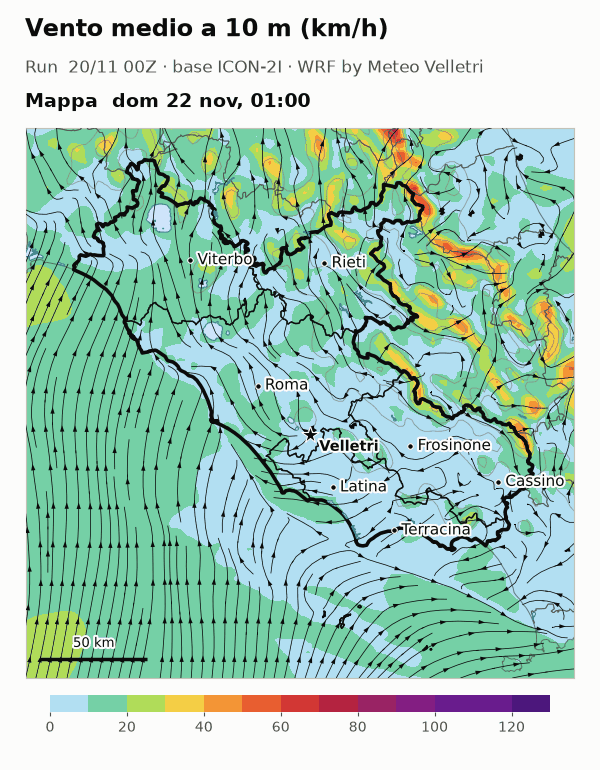 Vento medio a 10 m (km/h)
Run  20/11 00Z · base ICON-2I · WRF by Meteo Velletri
Mappa  dom 22 nov, 01:00
Viterbo
Rieti
Roma
Velletri
Frosinone
Cassino
Latina
Terracina
50 km
0 20 40 60 80 100 120